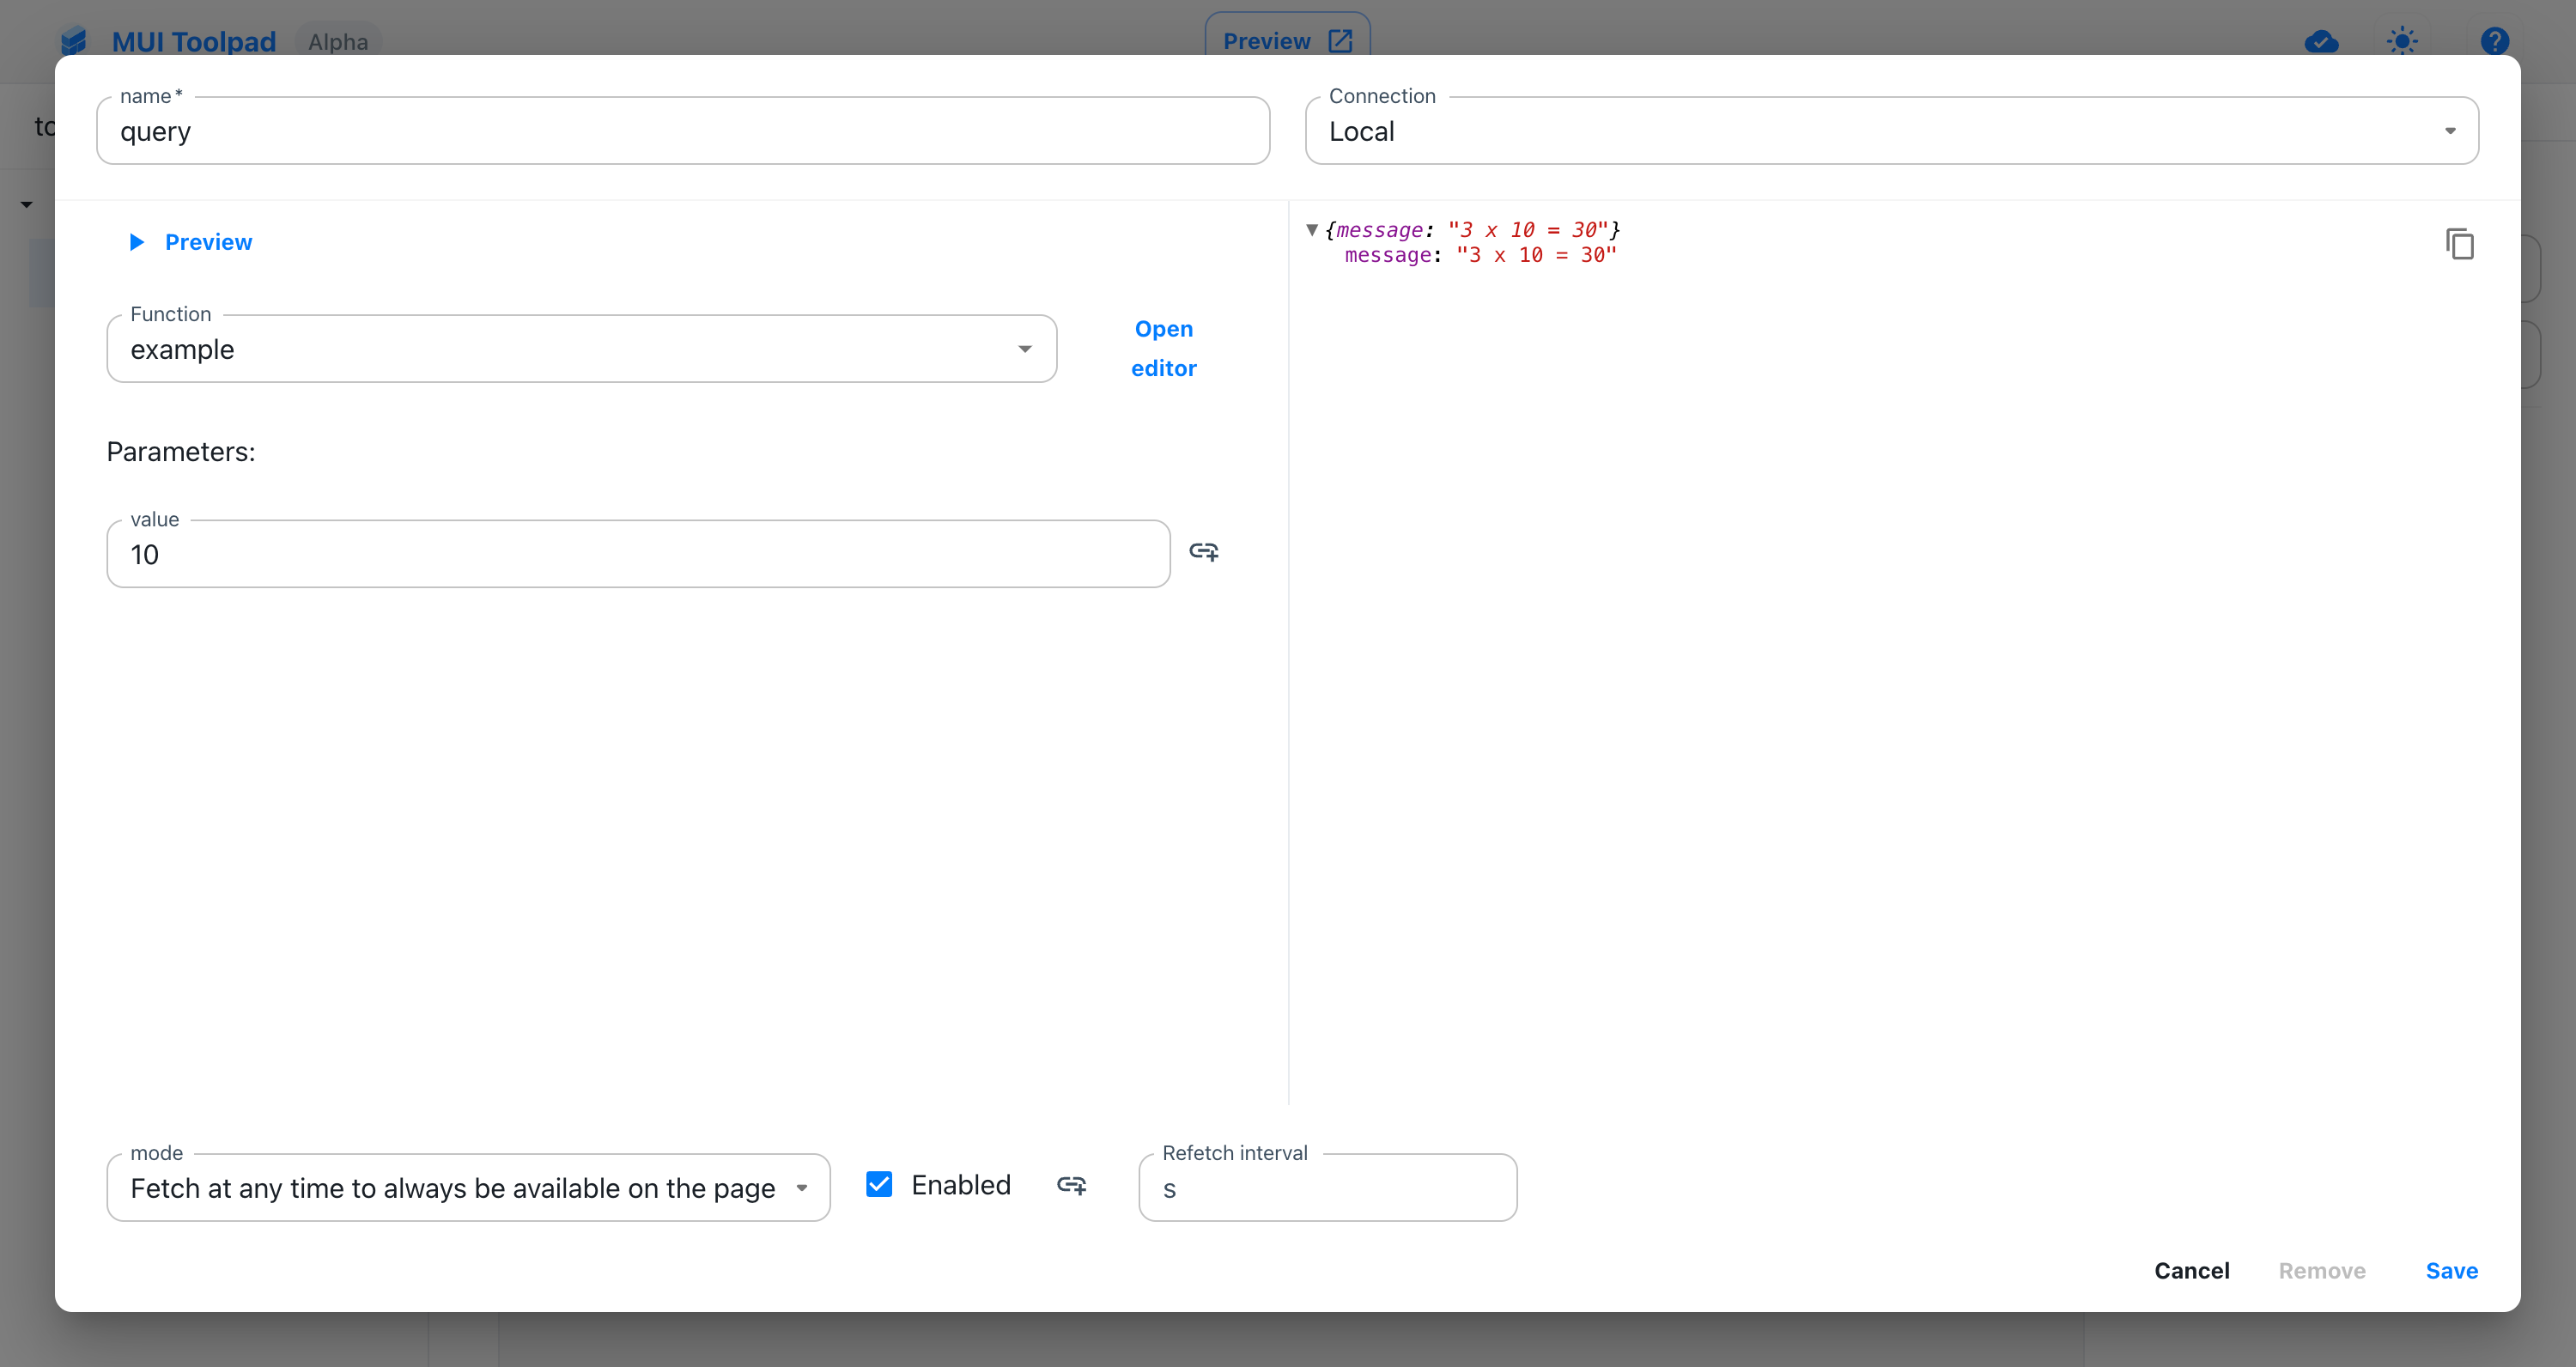 MUI Toolpad Alpha
Preview
name *
query
Connection
Local
Preview
Function
example
Open
editor
Parameters:
value
10
{message: "3 x 10 = 30"}
message: "3 x 10 = 30"
mode
Fetch at any time to always be available on the page
Enabled
Refetch interval
s
Cancel
Remove
Save